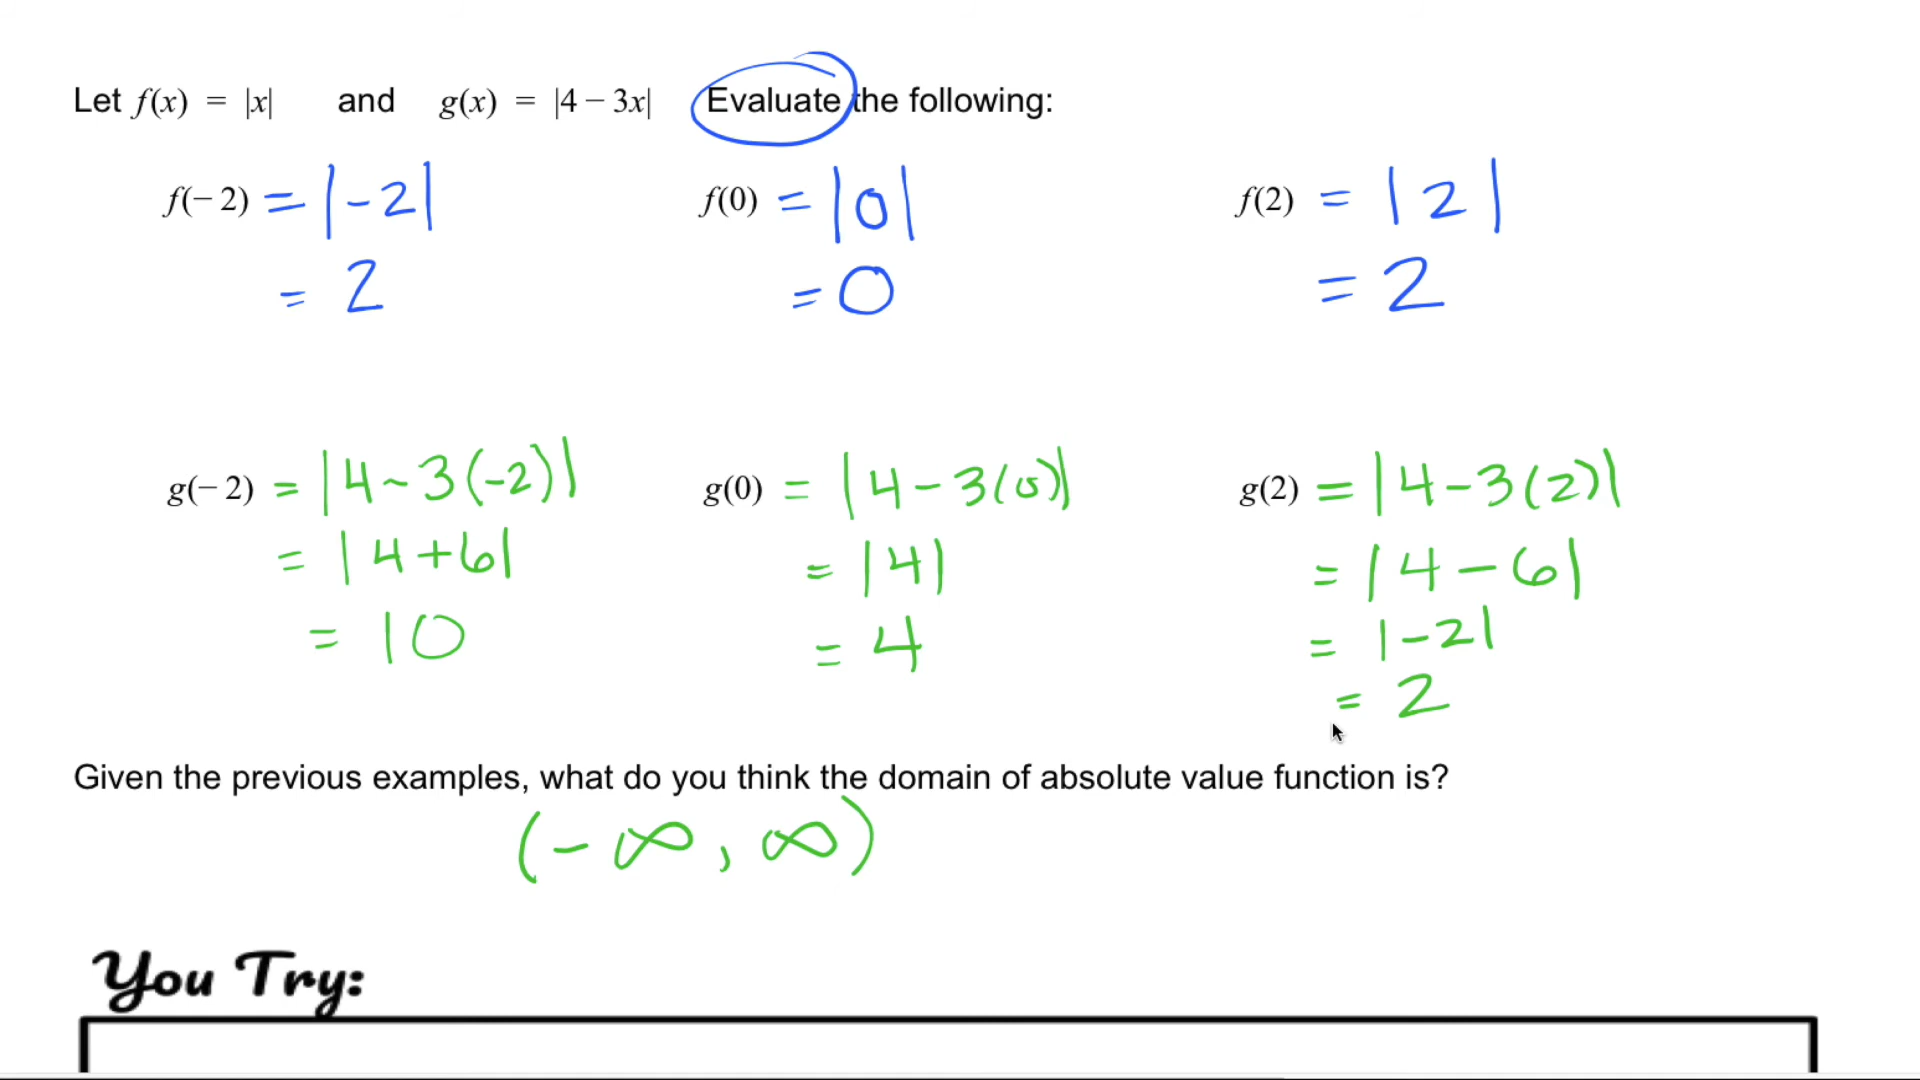 Let f(x) = |x| and g(x) = |4 − 3x| Evaluate the following:
f(− 2) = |-2| f(0) = |0| f(2) = |2|
= 2 = 0 = 2
g(− 2) = |4-3(-2)| g(0) = |4-3(0)| g(2) = |4-3(2)|
= |4+6| = |4| = |4-6|
= 10 = 4 = |-2|
= 2
Given the previous examples, what do you think the domain of absolute value function is?
(-∞, ∞)
You Try: